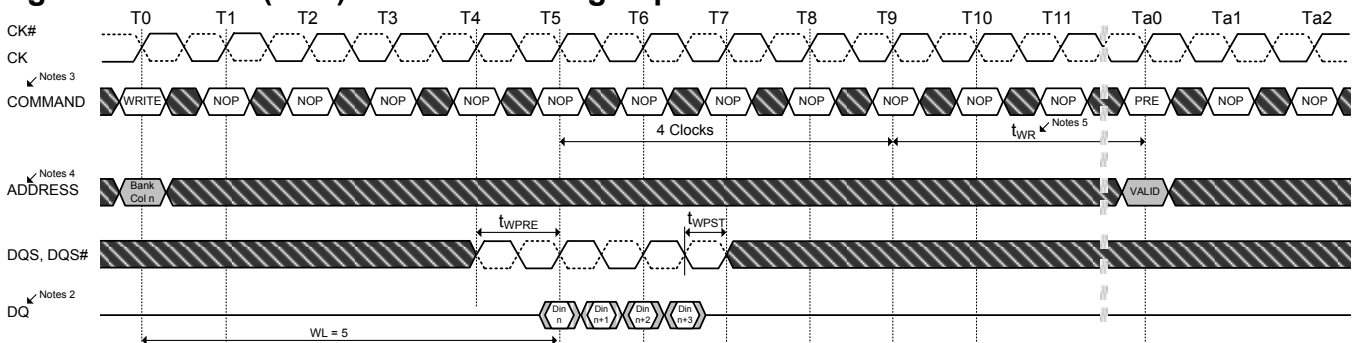 T0 T1 T2 T3 T4 T5 T6 T7 T8 T9 T10 T11 Ta0 Ta1 Ta2
CK#
CK
Notes 3
COMMAND WRITE NOP NOP NOP NOP NOP NOP NOP NOP NOP NOP NOP PRE NOP NOP
4 Clocks tWR Notes 5
Notes 4
ADDRESS Bank Col n VALID
tWPRE tWPST
DQS, DQS#
Notes 2
DQ Din n Din n+1 Din n+2 Din n+3
WL = 5